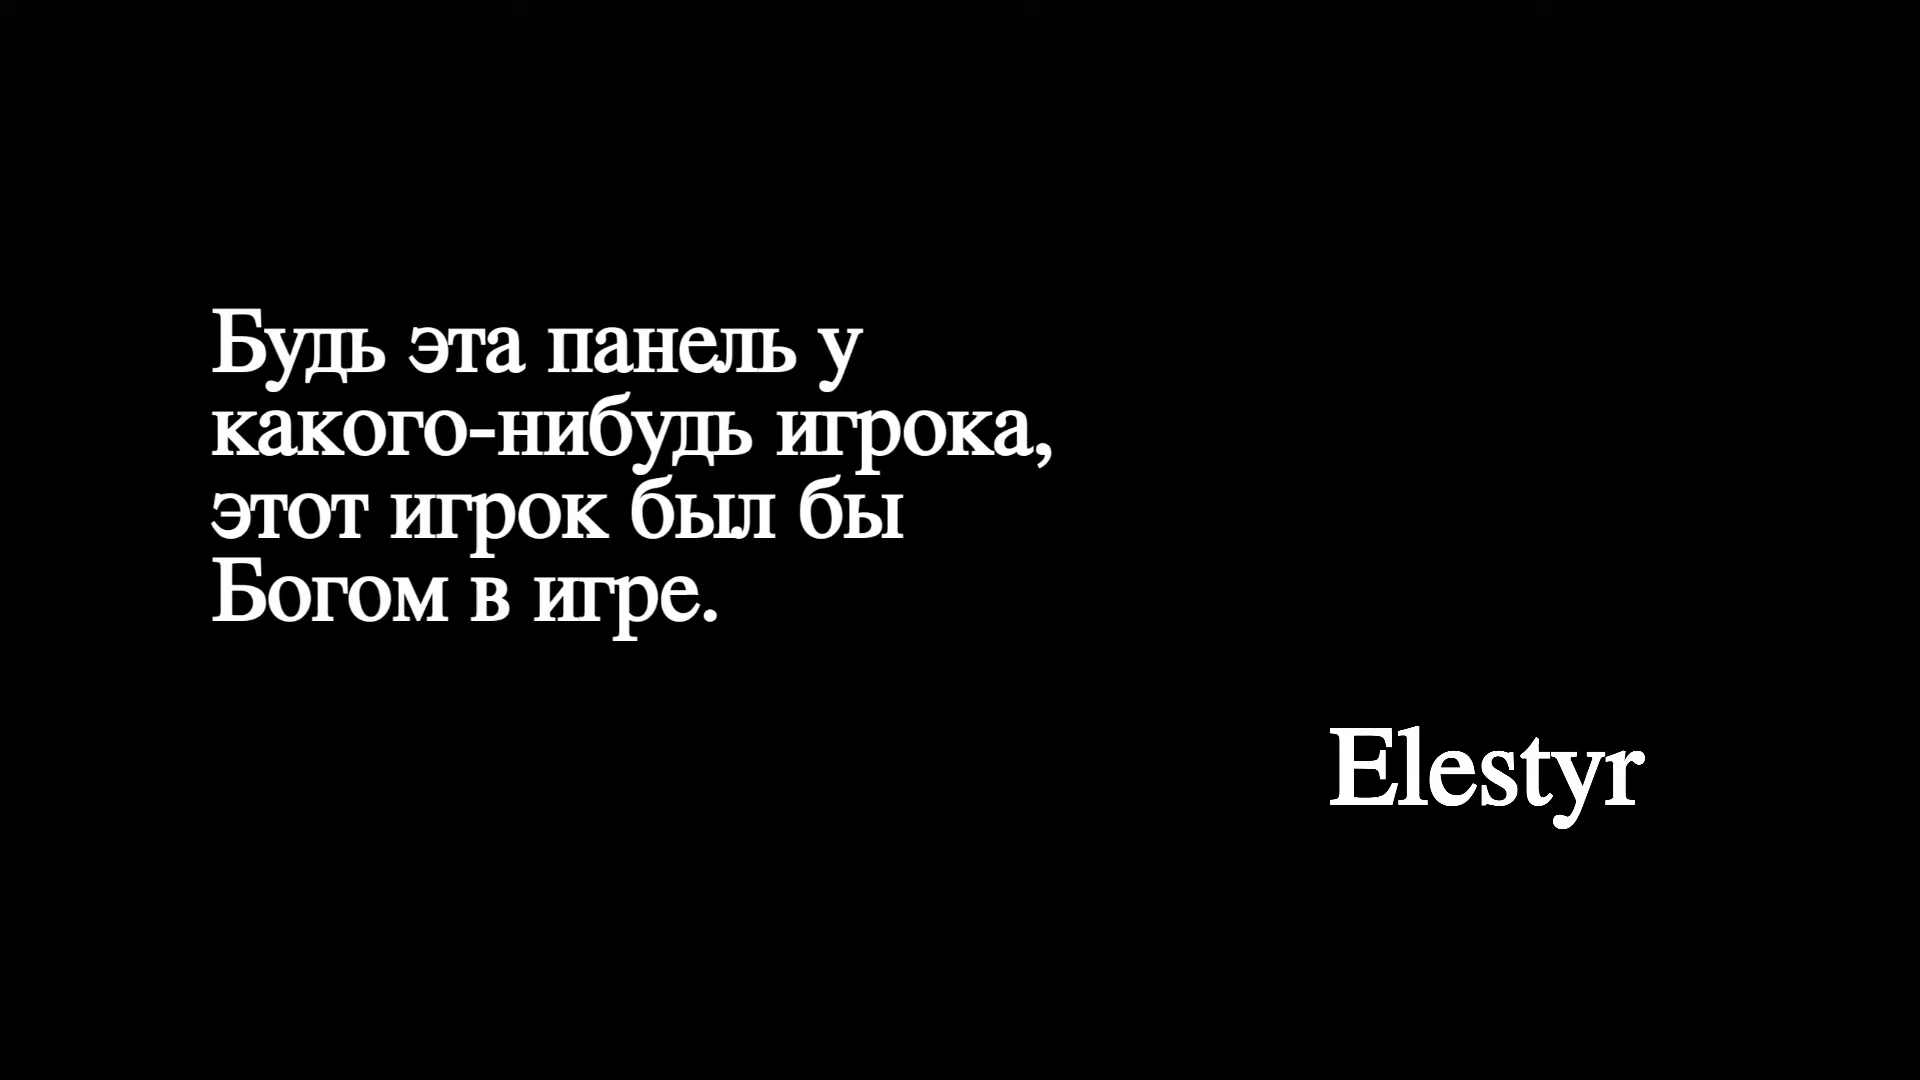 Будь эта панель у
какого-нибудь игрока,
этот игрок был бы
Богом в игре.
Elestyr